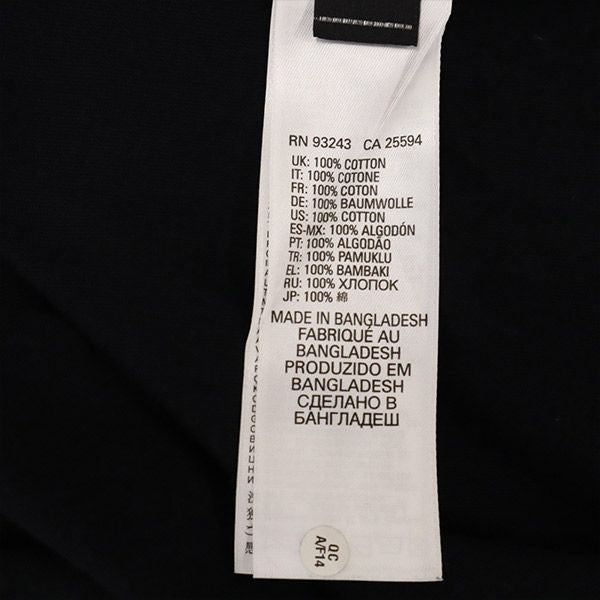 RN 93243 CA 25594
UK: 100% COTTON
IT: 100% COTONE
FR: 100% COTON
DE: 100% BAUMWOLLE
US: 100% COTTON
ES-MX: 100% ALGODÓN
PT: 100% ALGODÃO
TR: 100% PAMUKLU
EL: 100% BAMBAKI
RU: 100% ХЛОПОК
JP: 100% 綿
MADE IN BANGLADESH
FABRIQUÉ AU
BANGLADESH
PRODUZIDO EM
BANGLADESH
СДЕЛАНО В
БАНГЛАДЕШ
QC
A/F14